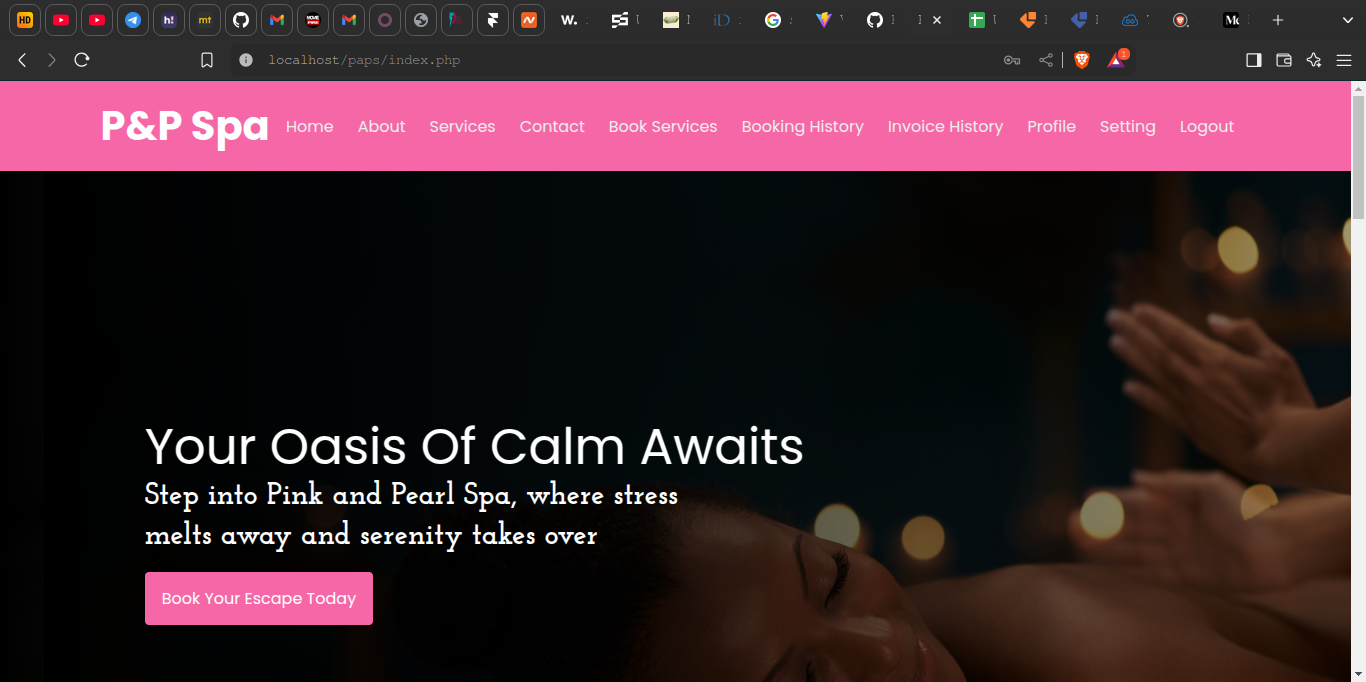 HD
h!
mt
W.
localhost/paps/index.php
1
P&P Spa
Home About Services Contact Book Services Booking History Invoice History Profile Setting Logout
Your Oasis Of Calm Awaits
Step into Pink and Pearl Spa, where stress
melts away and serenity takes over
Book Your Escape Today